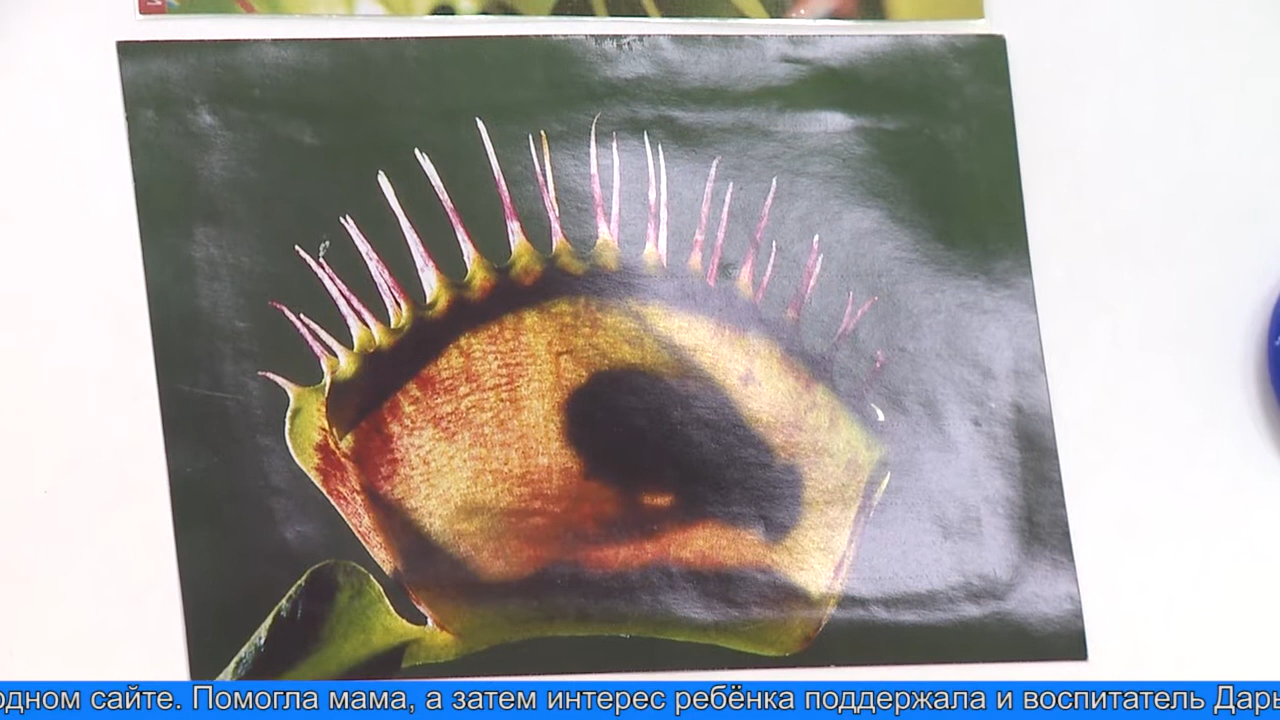 одном сайте. Помогла мама, а затем интерес ребёнка поддержала и воспитатель Дарь